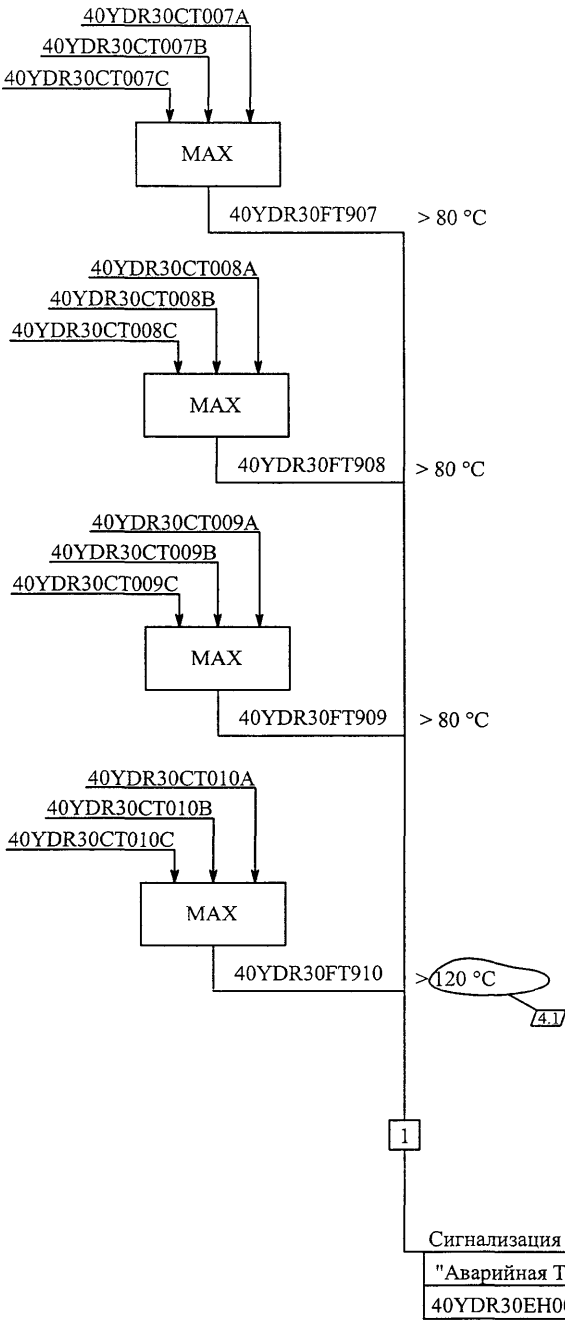 40YDR30CT007A
40YDR30CT007B
40YDR30CT007C
MAX
40YDR30FT907 > 80 °C
40YDR30CT008A
40YDR30CT008B
40YDR30CT008C
MAX
40YDR30FT908 > 80 °C
40YDR30CT009A
40YDR30CT009B
40YDR30CT009C
MAX
40YDR30FT909 > 80 °C
40YDR30CT010A
40YDR30CT010B
40YDR30CT010C
MAX
40YDR30FT910 > 120 °C
4.1
1
Сигнализация
"Аварийная